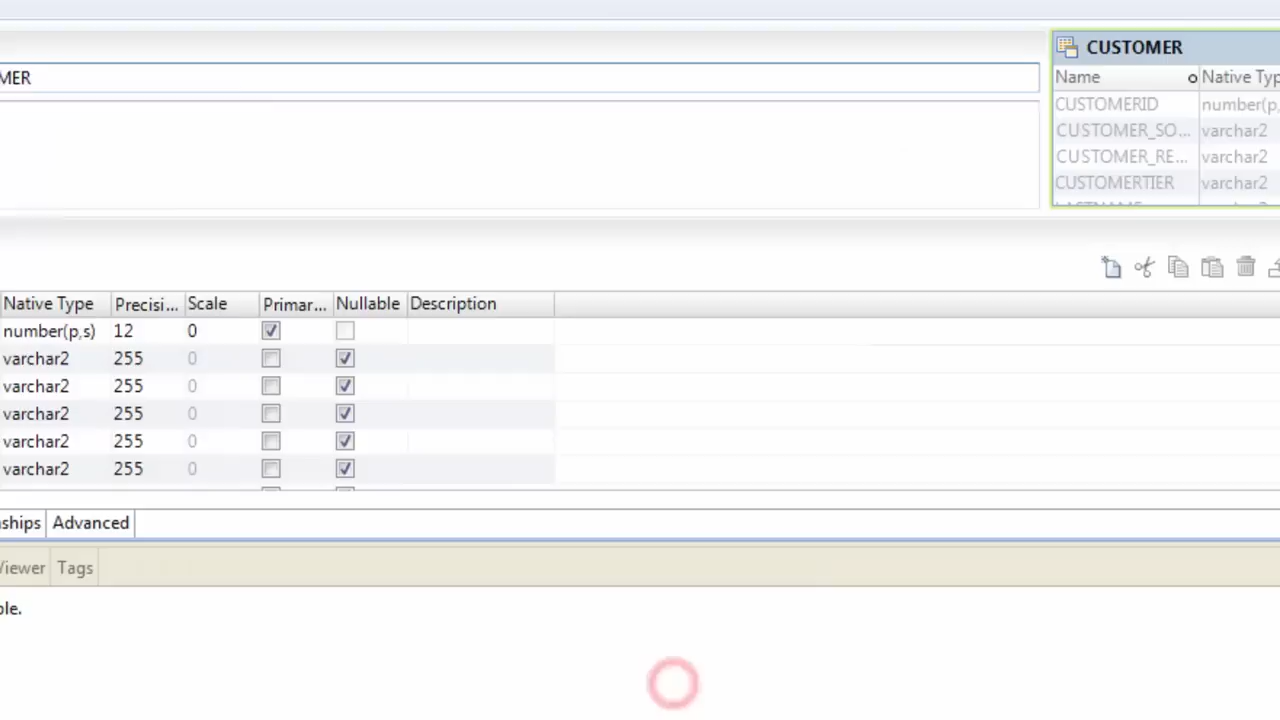 CUSTOMER
MER
Name Native Typ
CUSTOMERID number(p,
CUSTOMER_SO... varchar2
CUSTOMER_RE... varchar2
CUSTOMERTIER varchar2
Native Type Precisi... Scale Primar... Nullable Description
number(p,s) 12 0
varchar2 255 0
varchar2 255 0
varchar2 255 0
varchar2 255 0
varchar2 255 0
ships Advanced
Viewer Tags
ole.